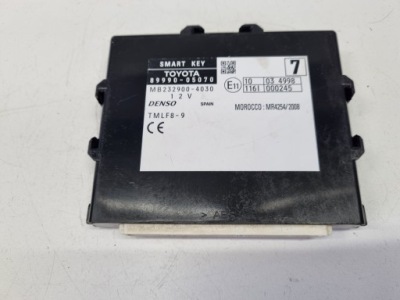 SMART KEY
TOYOTA
89990-05070
MB232900-4030
12V
DENSO SPAIN
TMLF8-9
CE
7
E11
10 03 4998
1161 000245
MOROCCO : MR4254/2008